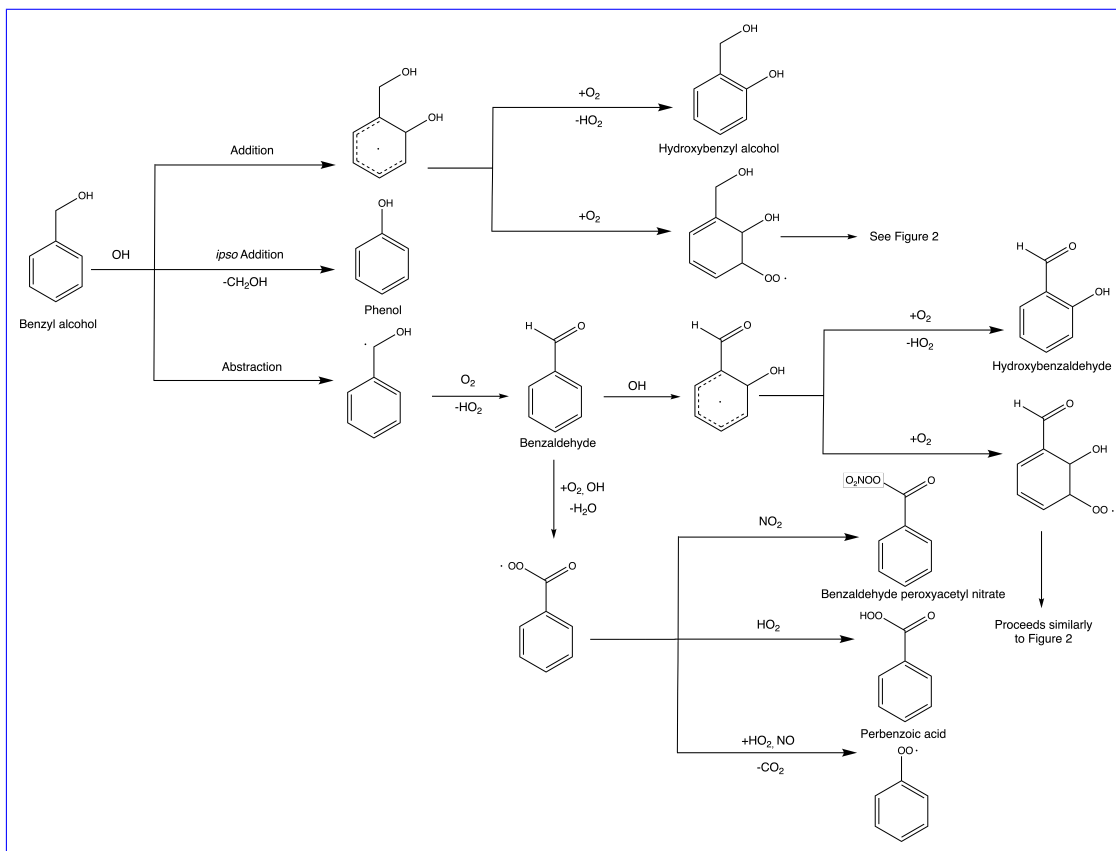 OH
+O₂
-HO₂
OH
Hydroxybenzyl alcohol
OH
OH
Addition
OH
+O₂
OH
OO ·
See Figure 2
OH
Benzyl alcohol
OH
ipso Addition
-CH₂OH
OH
Phenol
H
O
OH
+O₂
-HO₂
Hydroxybenzaldehyde
Abstraction
·
OH
O₂
-HO₂
H
O
Benzaldehyde
OH
H
O
OH
+O₂
H
O
OH
OO ·
+O₂, OH
-H₂O
· OO
O
NO₂
O₂NOO
O
Benzaldehyde peroxyacetyl nitrate
HO₂
HOO
O
Perbenzoic acid
Proceeds similarly
to Figure 2
+HO₂, NO
-CO₂
OO ·